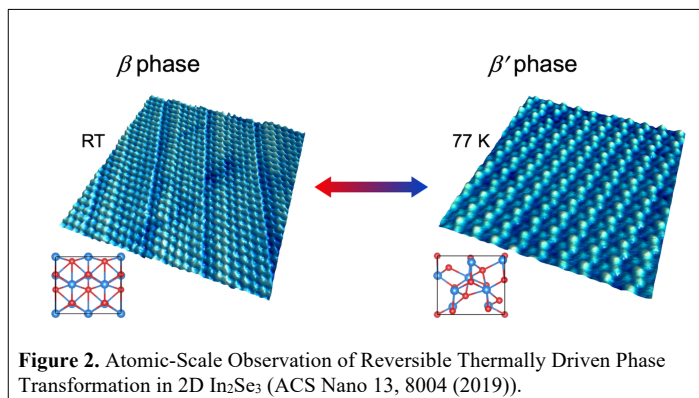 β phase
β′ phase
RT
77 K
Figure 2. Atomic-Scale Observation of Reversible Thermally Driven Phase
Transformation in 2D In₂Se₃ (ACS Nano 13, 8004 (2019)).